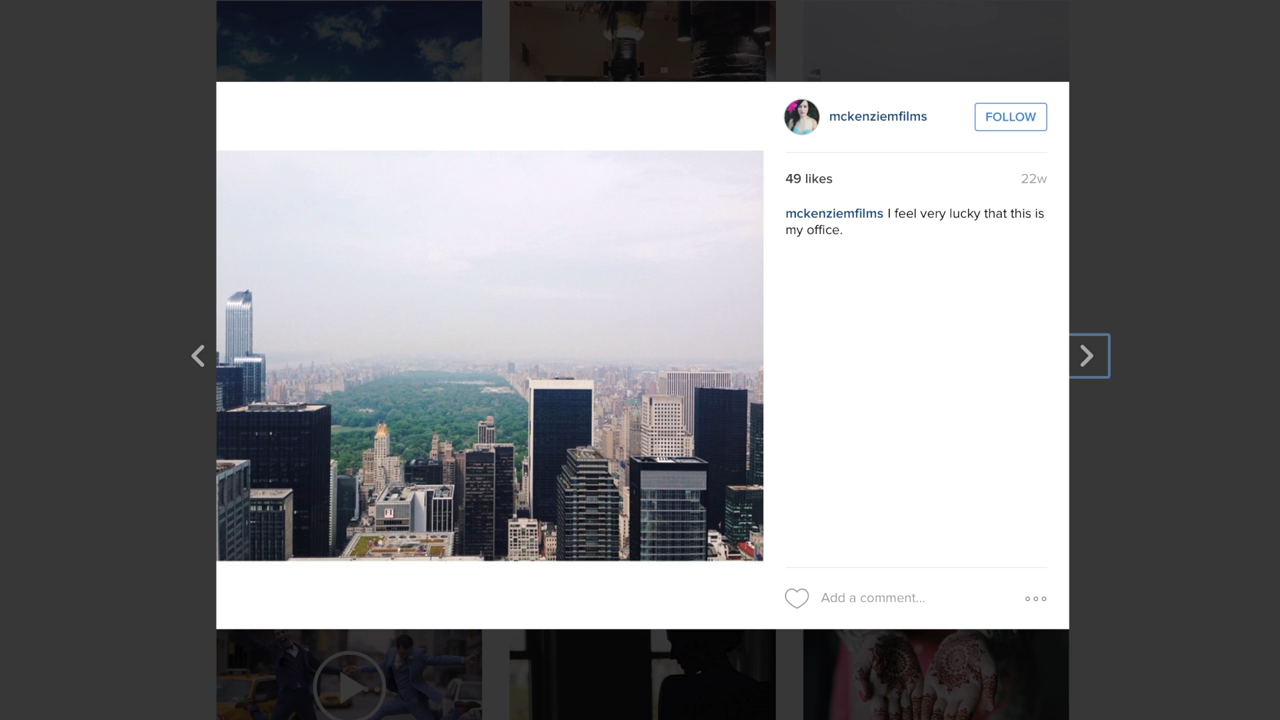 mckenziemfilms
FOLLOW
49 likes
22w
mckenziemfilms I feel very lucky that this is
my office.
Add a comment...